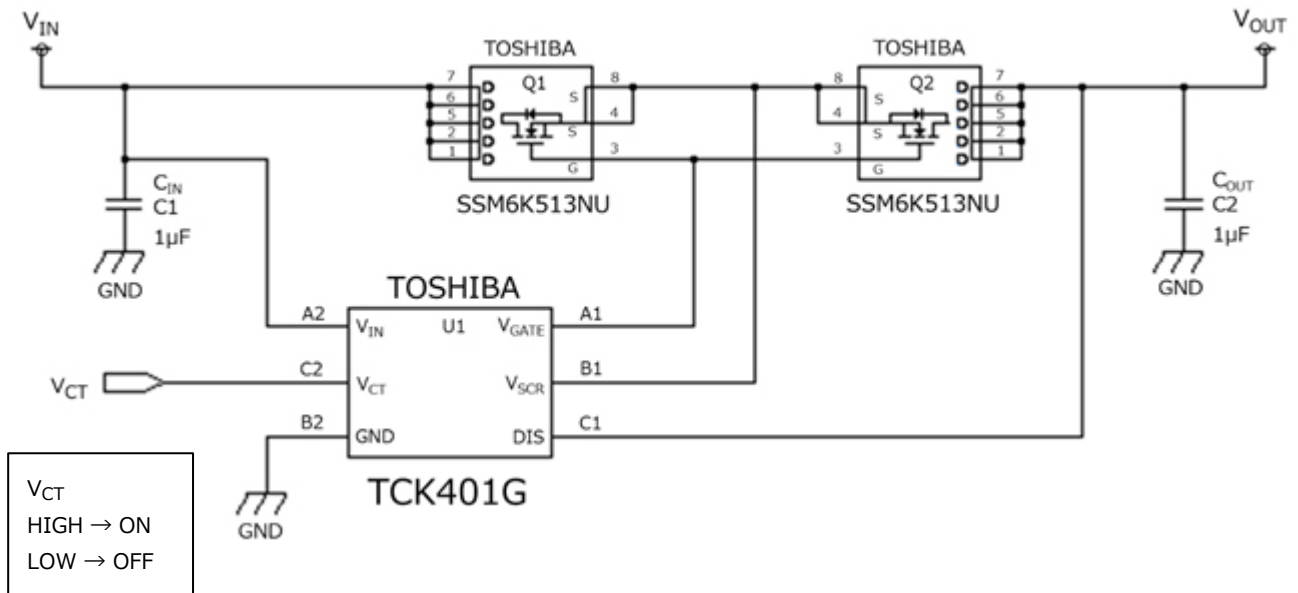 VIN
VOUT
TOSHIBA
TOSHIBA
7 Q1 8
6 S
5 4
2 S
1 3
G
8 Q2 7
S 6
4 5
S 2
3 1
G
SSM6K513NU
SSM6K513NU
CIN
C1
1μF
GND
COUT
C2
1μF
GND
TOSHIBA
A2 VIN U1 VGATE A1
VCT C2 VCT VSCR B1
B2 GND DIS C1
TCK401G
GND
VCT
HIGH → ON
LOW → OFF